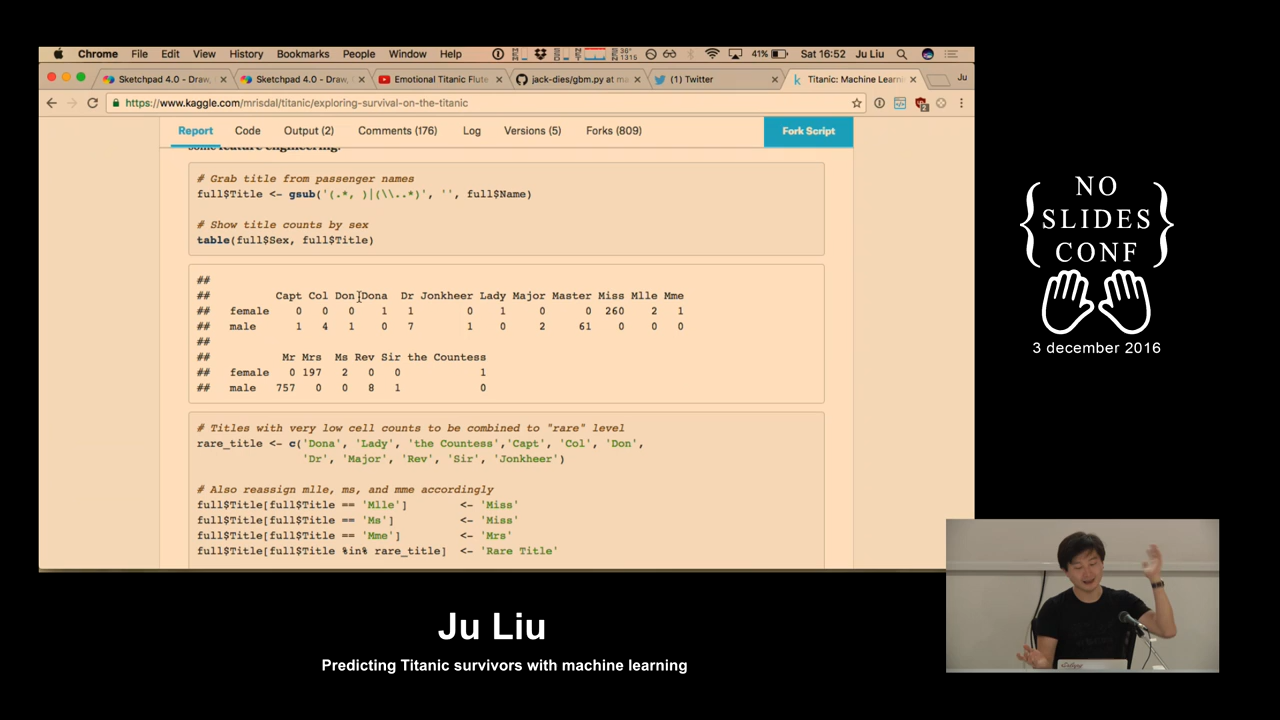 Chrome File Edit View History Bookmarks People Window Help 41% Sat 16:52 Ju Liu
Sketchpad 4.0 - Draw, Sketchpad 4.0 - Draw, Emotional Titanic Flute jack-dies/gbm.py at ma (1) Twitter Titanic: Machine Learni Ju
https://www.kaggle.com/mrisdal/titanic/exploring-survival-on-the-titanic
Report Code Output (2) Comments (176) Log Versions (5) Forks (809) Fork Script
some feature engineering.
# Grab title from passenger names
full$Title <- gsub('(.*, )|(\\..*)', '', full$Name)
# Show title counts by sex
table(full$Sex, full$Title)
##
## Capt Col Don Dona Dr Jonkheer Lady Major Master Miss Mlle Mme
## female 0 0 0 1 1 0 1 0 0 260 2 1
## male 1 4 1 0 7 1 0 2 61 0 0 0
##
## Mr Mrs Ms Rev Sir the Countess
## female 0 197 2 0 0 1
## male 757 0 0 8 1 0
# Titles with very low cell counts to be combined to "rare" level
rare_title <- c('Dona', 'Lady', 'the Countess','Capt', 'Col', 'Don',
'Dr', 'Major', 'Rev', 'Sir', 'Jonkheer')
# Also reassign mlle, ms, and mme accordingly
full$Title[full$Title == 'Mlle'] <- 'Miss'
full$Title[full$Title == 'Ms'] <- 'Miss'
full$Title[full$Title == 'Mme'] <- 'Mrs'
full$Title[full$Title %in% rare_title] <- 'Rare Title'
{ NO
SLIDES
CONF }
3 december 2016
Ju Liu
Predicting Titanic survivors with machine learning